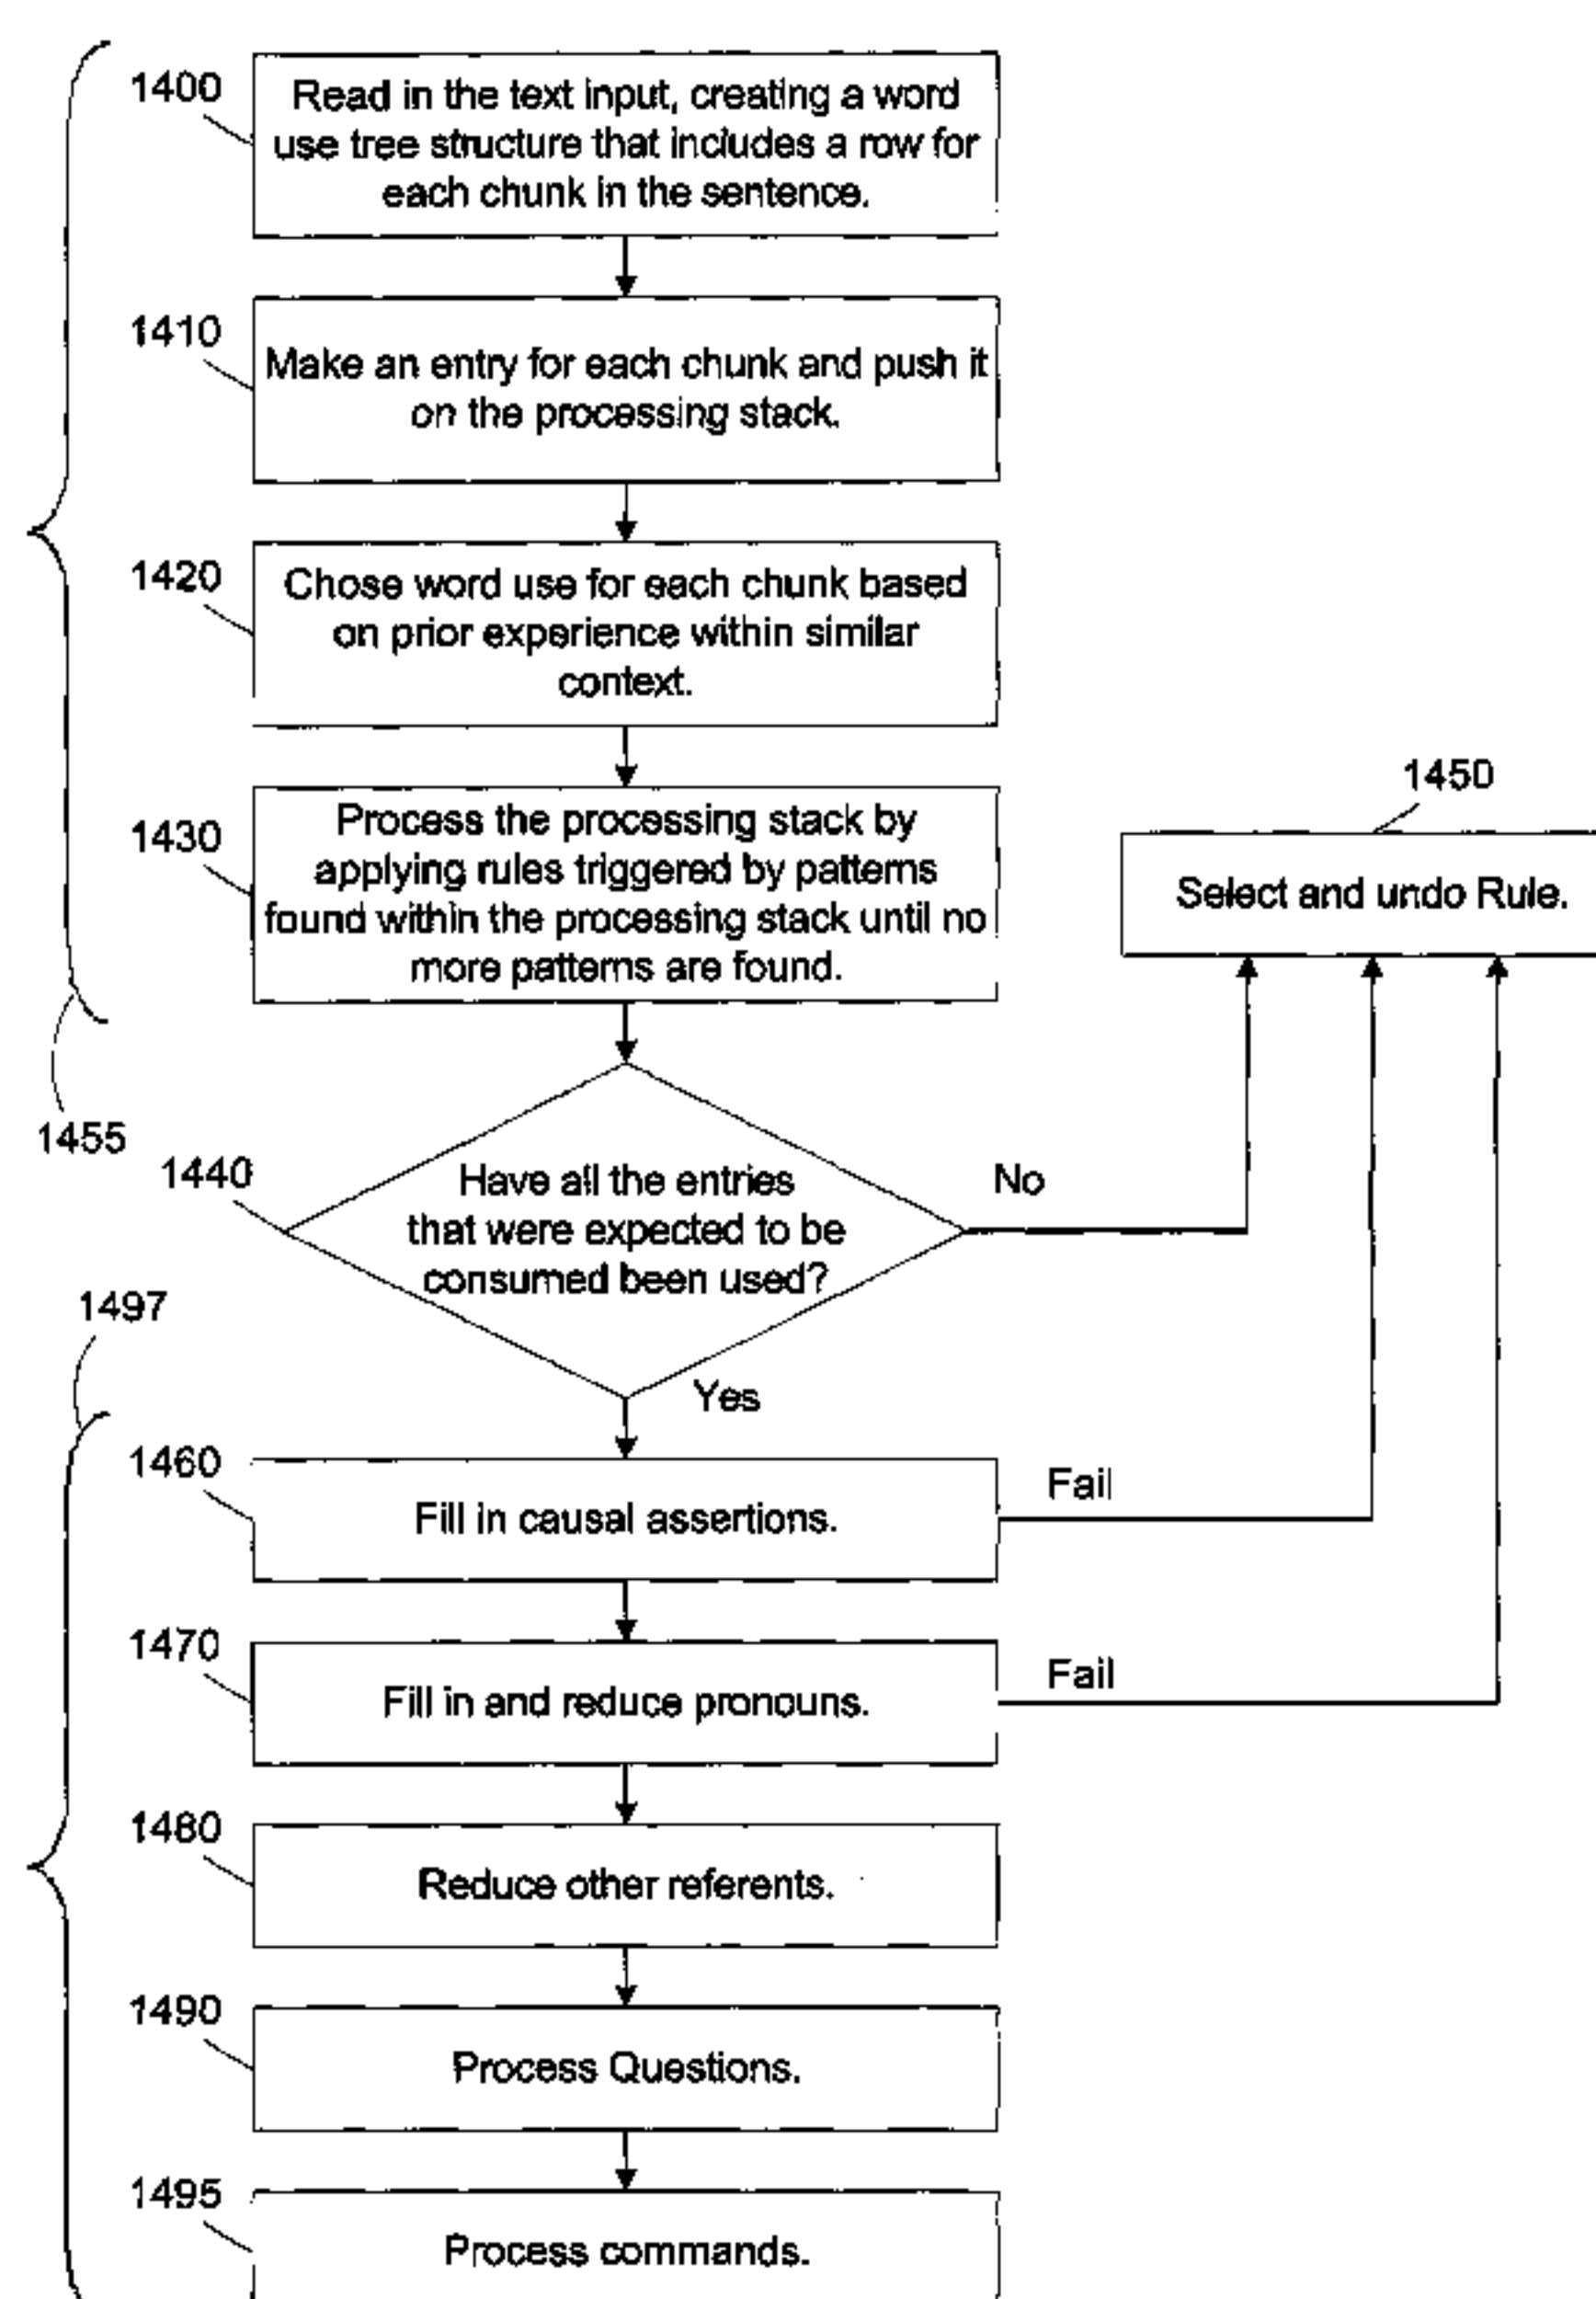 1400
Read in the text input, creating a word
use tree structure that includes a row for
each chunk in the sentence.
1410
Make an entry for each chunk and push it
on the processing stack.
1420
Chose word use for each chunk based
on prior experience within similar
context.
1430
Process the processing stack by
applying rules triggered by patterns
found within the processing stack until no
more patterns are found.
1450
Select and undo Rule.
1455
1440
Have all the entries
that were expected to be
consumed been used?
No
Yes
1497
1460
Fill in causal assertions.
Fail
1470
Fill in and reduce pronouns.
Fail
1480
Reduce other referents.
1490
Process Questions.
1495
Process commands.